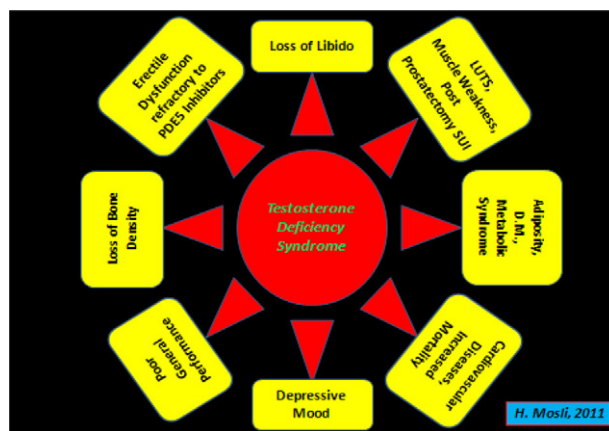 Loss of Libido
LUTS,
Muscle Weakness,
Post
Prostatectomy SUI
Adiposity,
D.M.,
Metabolic
Syndrome
Cardiovascular
Diseases,
Increased
Mortality
Depressive
Mood
Poor
General
Performance
Loss of Bone
Density
Erectile
Dysfunction
refractory to
PDE5 Inhibitors
Testosterone
Deficiency
Syndrome
H. Mosli, 2011